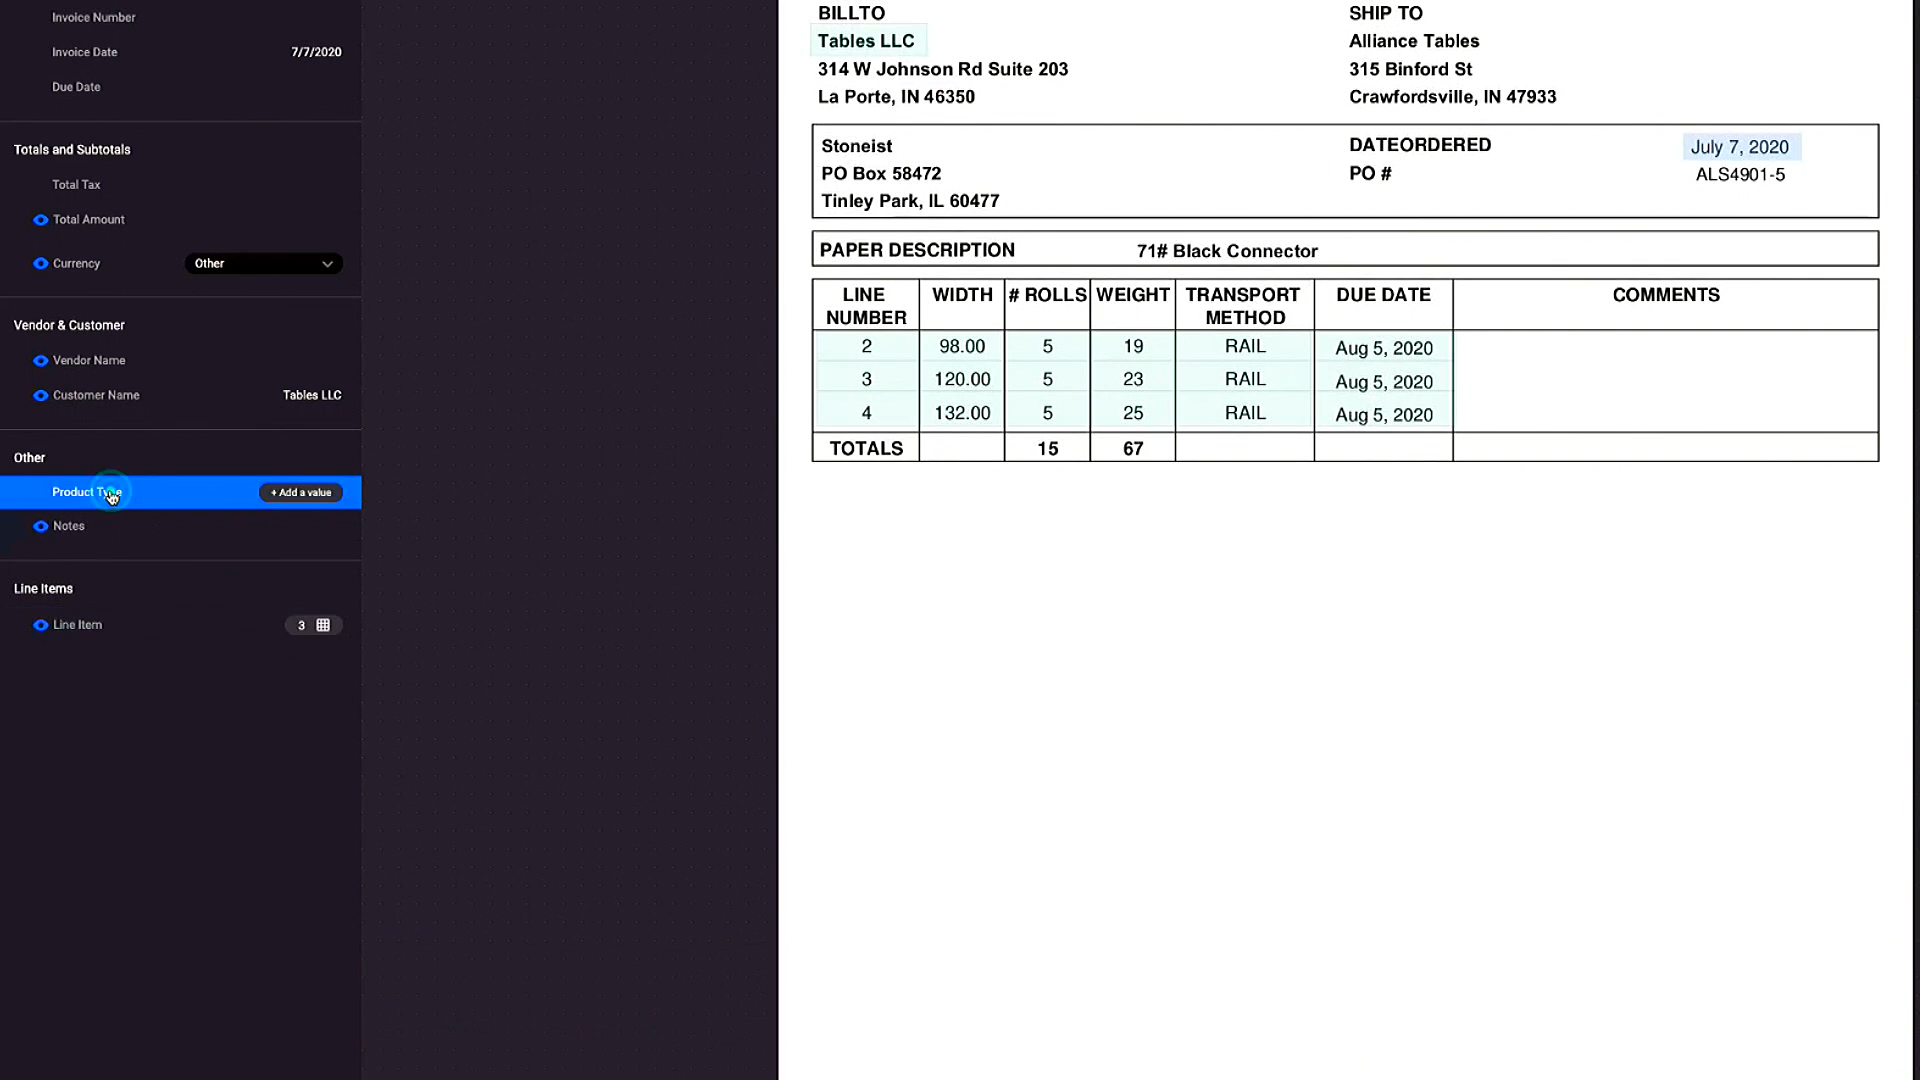 Invoice Number
Invoice Date 7/7/2020
Due Date
Totals and Subtotals
Total Tax
Total Amount
Currency Other
Vendor & Customer
Vendor Name
Customer Name Tables LLC
Other
Product Type + Add a value
Notes
Line Items
Line Item 3
BILLTO SHIP TO
Tables LLC Alliance Tables
314 W Johnson Rd Suite 203 315 Binford St
La Porte, IN 46350 Crawfordsville, IN 47933
Stoneist DATEORDERED July 7, 2020
PO Box 58472 PO # ALS4901-5
Tinley Park, IL 60477
PAPER DESCRIPTION 71# Black Connector
LINE NUMBER WIDTH # ROLLS WEIGHT TRANSPORT METHOD DUE DATE COMMENTS
2 98.00 5 19 RAIL Aug 5, 2020
3 120.00 5 23 RAIL Aug 5, 2020
4 132.00 5 25 RAIL Aug 5, 2020
TOTALS 15 67